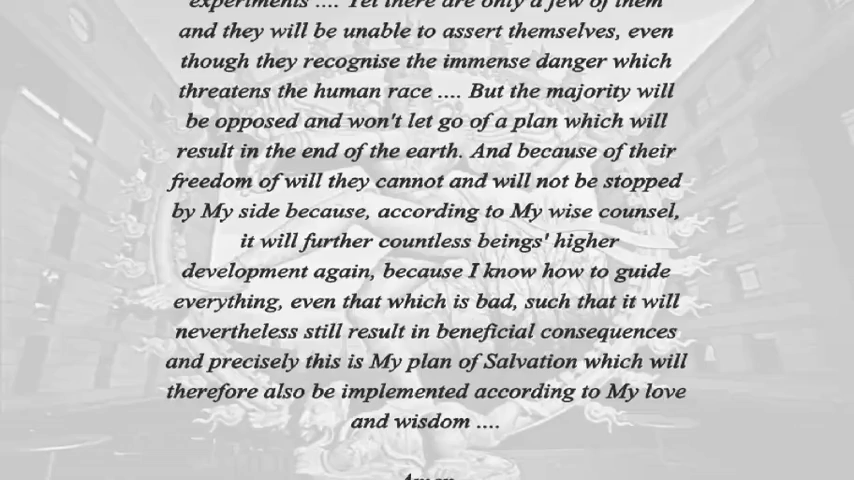 experiments .... Yet there are only a few of them
and they will be unable to assert themselves, even
though they recognise the immense danger which
threatens the human race .... But the majority will
be opposed and won't let go of a plan which will
result in the end of the earth. And because of their
freedom of will they cannot and will not be stopped
by My side because, according to My wise counsel,
it will further countless beings' higher
development again, because I know how to guide
everything, even that which is bad, such that it will
nevertheless still result in beneficial consequences
and precisely this is My plan of Salvation which will
therefore also be implemented according to My love
and wisdom ....
Amen